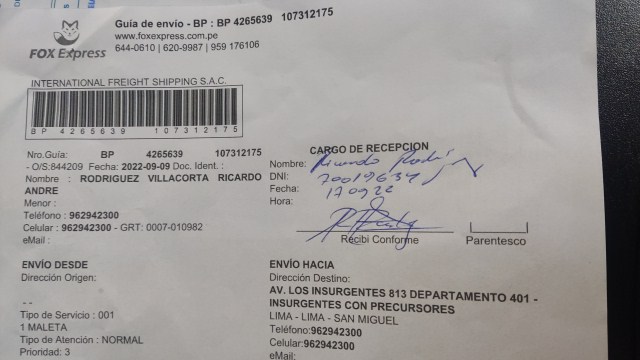 FOX Express
Guía de envío - BP : BP 4265639 107312175
www.foxexpress.com.pe
644-0610 | 620-9987 | 959 176106
INTERNATIONAL FREIGHT SHIPPING S.A.C.
BP 4265639 107312175
Nro.Guía: BP 4265639 107312175
- O/S:844209 Fecha: 2022-09-09 Doc. Ident. :
Nombre : RODRIGUEZ VILLACORTA RICARDO
ANDRE
Menor :
Teléfono : 962942300
Celular : 962942300 - GRT: 0007-010982
eMail :
CARGO DE RECEPCION
Nombre: Ricardo
DNI: 70019634
Fecha: 170922
Hora:
Recibi Conforme
Parentesco
ENVÍO DESDE
Dirección Origen:
- -
Tipo de Servicio : 001
1 MALETA
Tipo de Atención : NORMAL
Prioridad: 3
ENVÍO HACIA
Dirección Destino:
AV. LOS INSURGENTES 813 DEPARTAMENTO 401 -
INSURGENTES CON PRECURSORES
LIMA - LIMA - SAN MIGUEL
Teléfono:962942300
Celular:962942300
eMail: